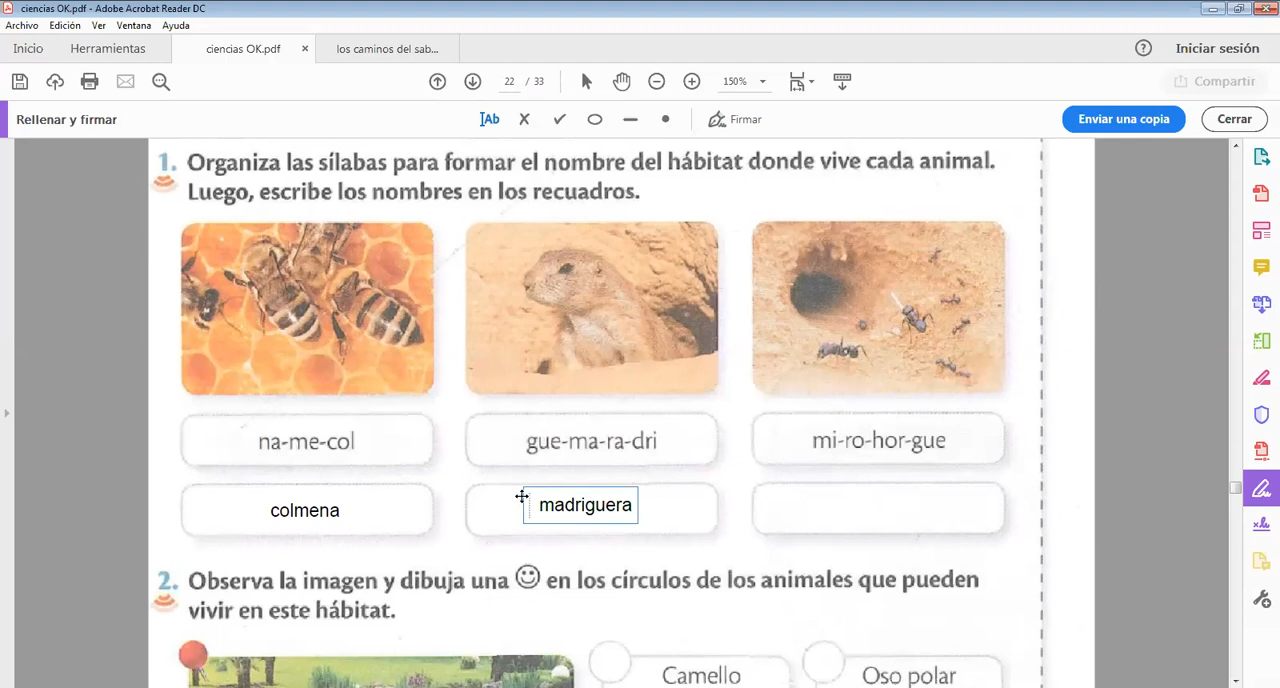 ciencias OK.pdf - Adobe Acrobat Reader DC
Archivo Edición Ver Ventana Ayuda
Inicio Herramientas ciencias OK.pdf × los caminos del sab... ? Iniciar sesión
22 / 33 150% Compartir
Rellenar y firmar IAb Firmar Enviar una copia Cerrar
1. Organiza las sílabas para formar el nombre del hábitat donde vive cada animal.
Luego, escribe los nombres en los recuadros.
na-me-col gue-ma-ra-dri mi-ro-hor-gue
colmena madriguera
2. Observa la imagen y dibuja una ☺ en los círculos de los animales que pueden
vivir en este hábitat.
Camello Oso polar